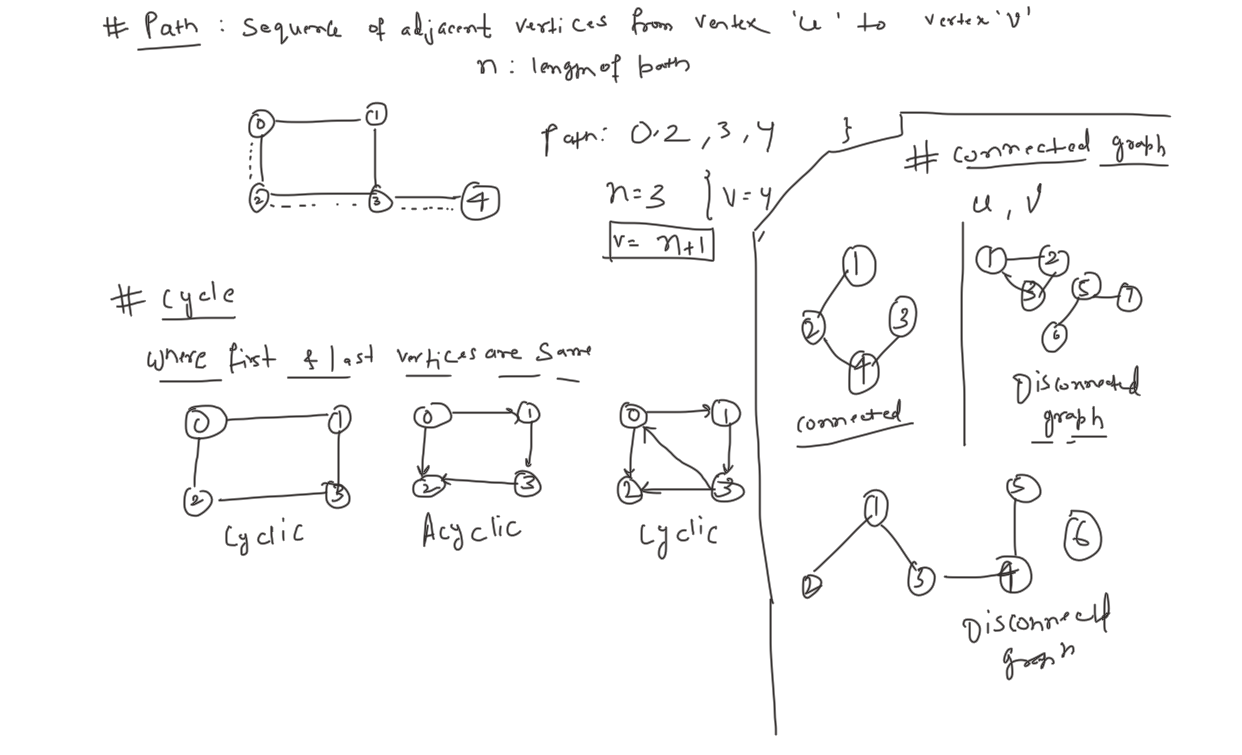 # Path : Sequence of adjacent vertices from vertex 'u' to vertex 'v'
n : length of path
0 1
2 3 4
Path: 0,2,3,4 }
n=3 { v=4
v= n+1
# Cycle
where first & last vertices are same
0 1
2 3
Cyclic
0 1
2 3
Acyclic
0 1
2 3
Cyclic
# Connected graph
u, v
1
2 3
4
connected
1 2
3 5 7
6
Disconnected
graph
1 5
6
2 3 4
Disconnectd
graph